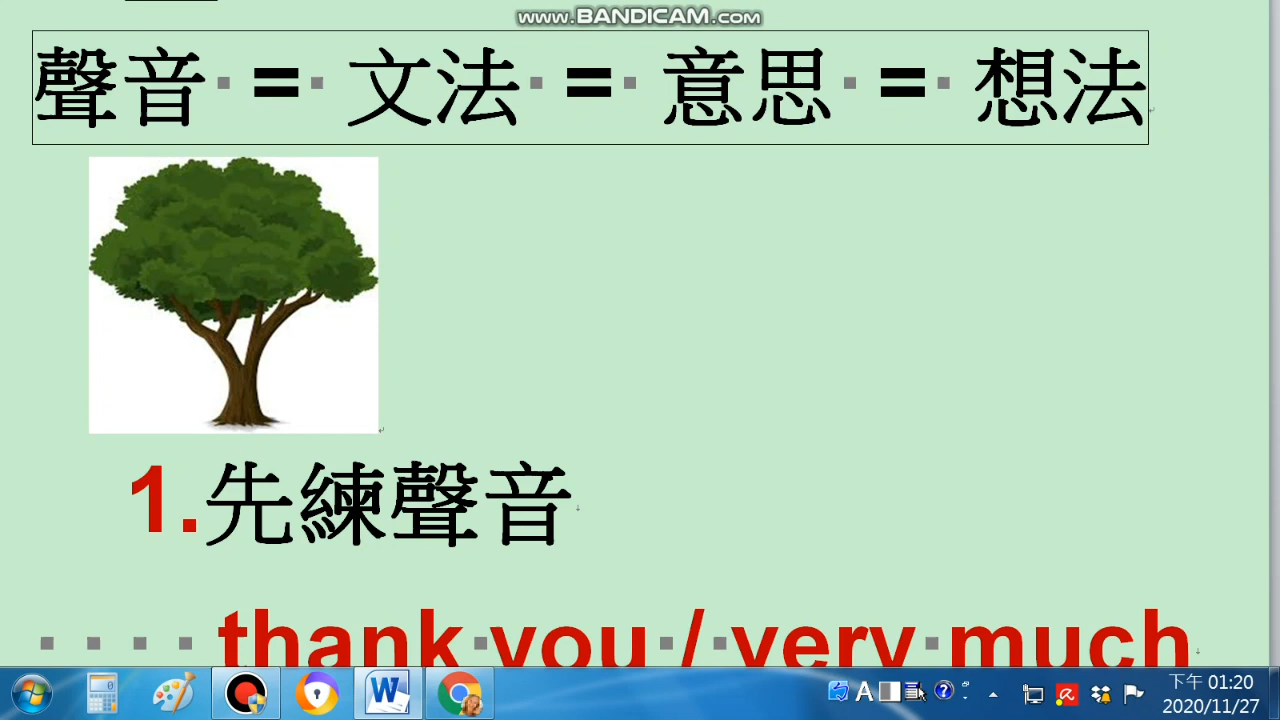 www.BANDICAM.com
聲音 = 文法 = 意思 = 想法
1.先練聲音
thank you / very much
下午 01:20
2020/11/27